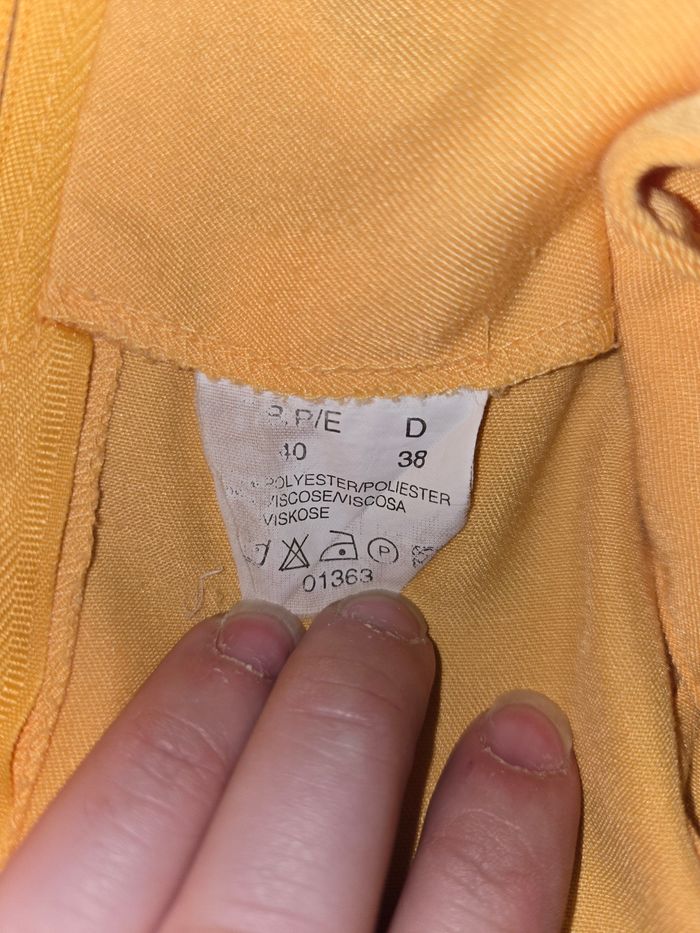 P/E D
40 38
POLYESTER/POLIESTER
VISCOSE/VISCOSA
VISKOSE
P
01363